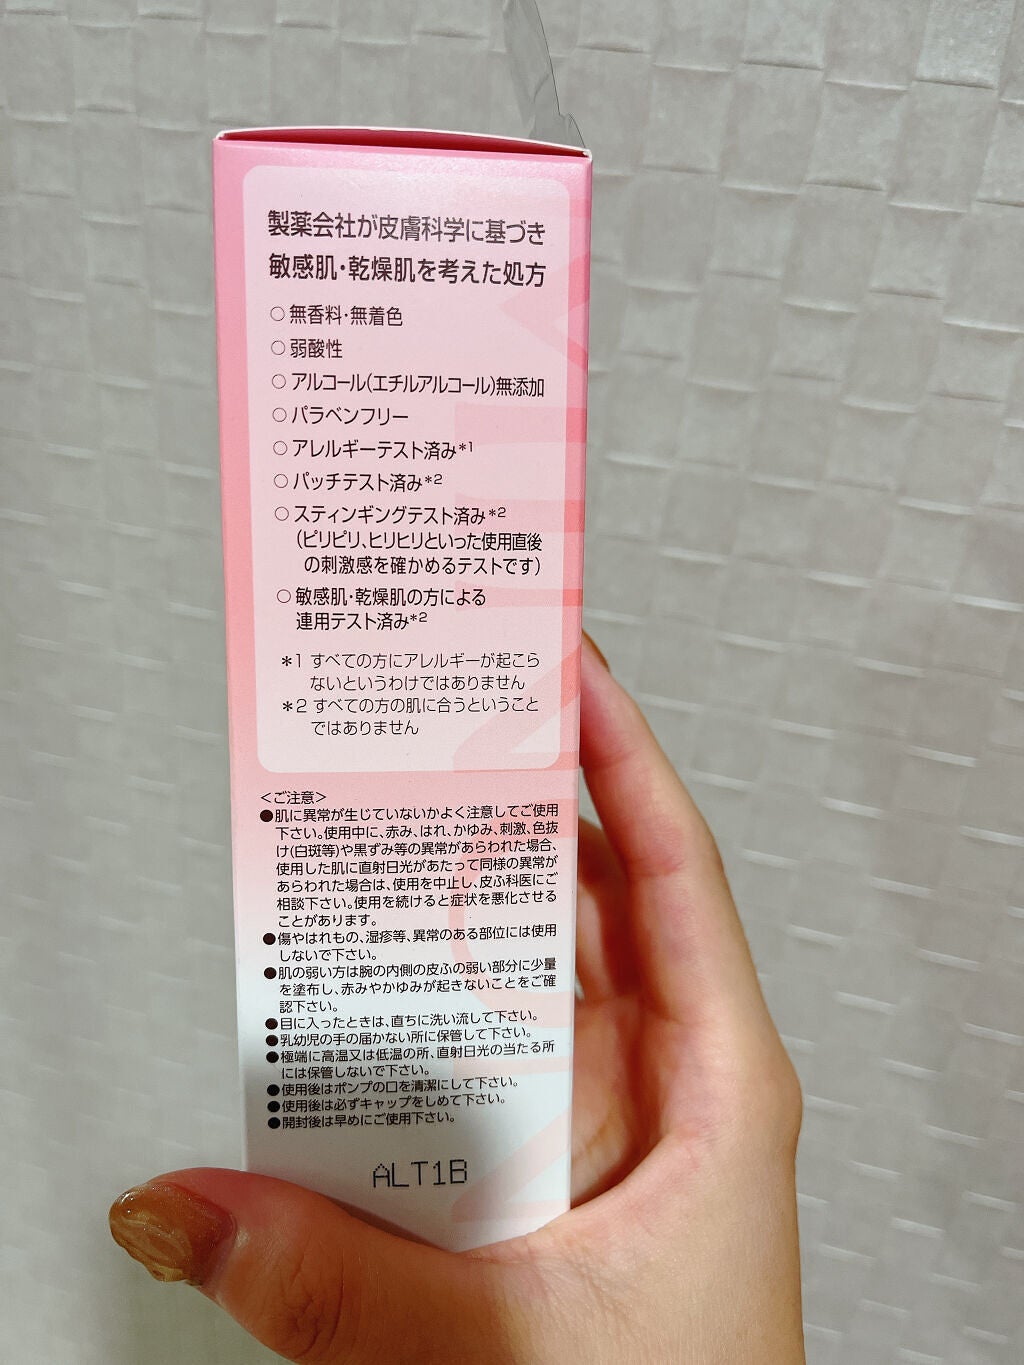 製薬会社が皮膚科学に基づき
敏感肌・乾燥肌を考えた処方
○ 無香料・無着色
○ 弱酸性
○ アルコール(エチルアルコール)無添加
○ パラベンフリー
○ アレルギーテスト済み*1
○ パッチテスト済み*2
○ スティンギングテスト済み*2
(ピリピリ、ヒリヒリといった使用直後
の刺激感を確かめるテストです)
○ 敏感肌・乾燥肌の方による
連用テスト済み*2
*1 すべての方にアレルギーが起こら
ないというわけではありません
*2 すべての方の肌に合うということ
ではありません
<ご注意>
●肌に異常が生じていないかよく注意してご使用
下さい。使用中に、赤み、はれ、かゆみ、刺激、色抜
け(白斑等)や黒ずみ等の異常があらわれた場合、
使用した肌に直射日光があたって同様の異常が
あらわれた場合は、使用を中止し、皮ふ科医にご
相談下さい。使用を続けると症状を悪化させる
ことがあります。
●傷やはれもの、湿疹等、異常のある部位には使用
しないで下さい。
●肌の弱い方は腕の内側の皮ふの弱い部分に少量
を塗布し、赤みやかゆみが起きないことをご確
認下さい。
●目に入ったときは、直ちに洗い流して下さい。
●乳幼児の手の届かない所に保管して下さい。
●極端に高温又は低温の所、直射日光の当たる所
には保管しないで下さい。
●使用後はポンプの口を清潔にして下さい。
●使用後は必ずキャップをしめて下さい。
●開封後は早めにご使用下さい。
ALT1B